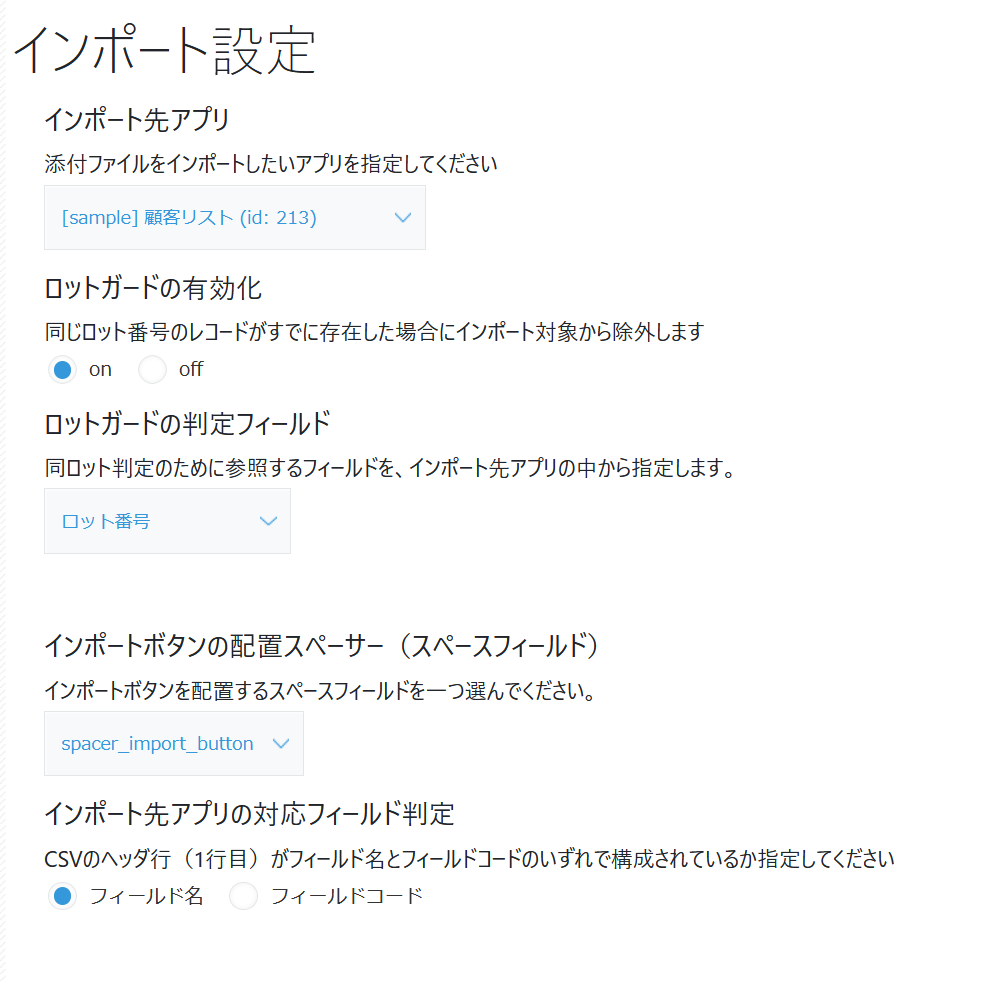 インポート設定
インポート先アプリ
添付ファイルをインポートしたいアプリを指定してください
[sample] 顧客リスト (id: 213)
ロットガードの有効化
同じロット番号のレコードがすでに存在した場合にインポート対象から除外します
on off
ロットガードの判定フィールド
同ロット判定のために参照するフィールドを、インポート先アプリの中から指定します。
ロット番号
インポートボタンの配置スペーサー（スペースフィールド）
インポートボタンを配置するスペースフィールドを一つ選んでください。
spacer_import_button
インポート先アプリの対応フィールド判定
CSVのヘッダ行（1行目）がフィールド名とフィールドコードのいずれで構成されているか指定してください
フィールド名 フィールドコード